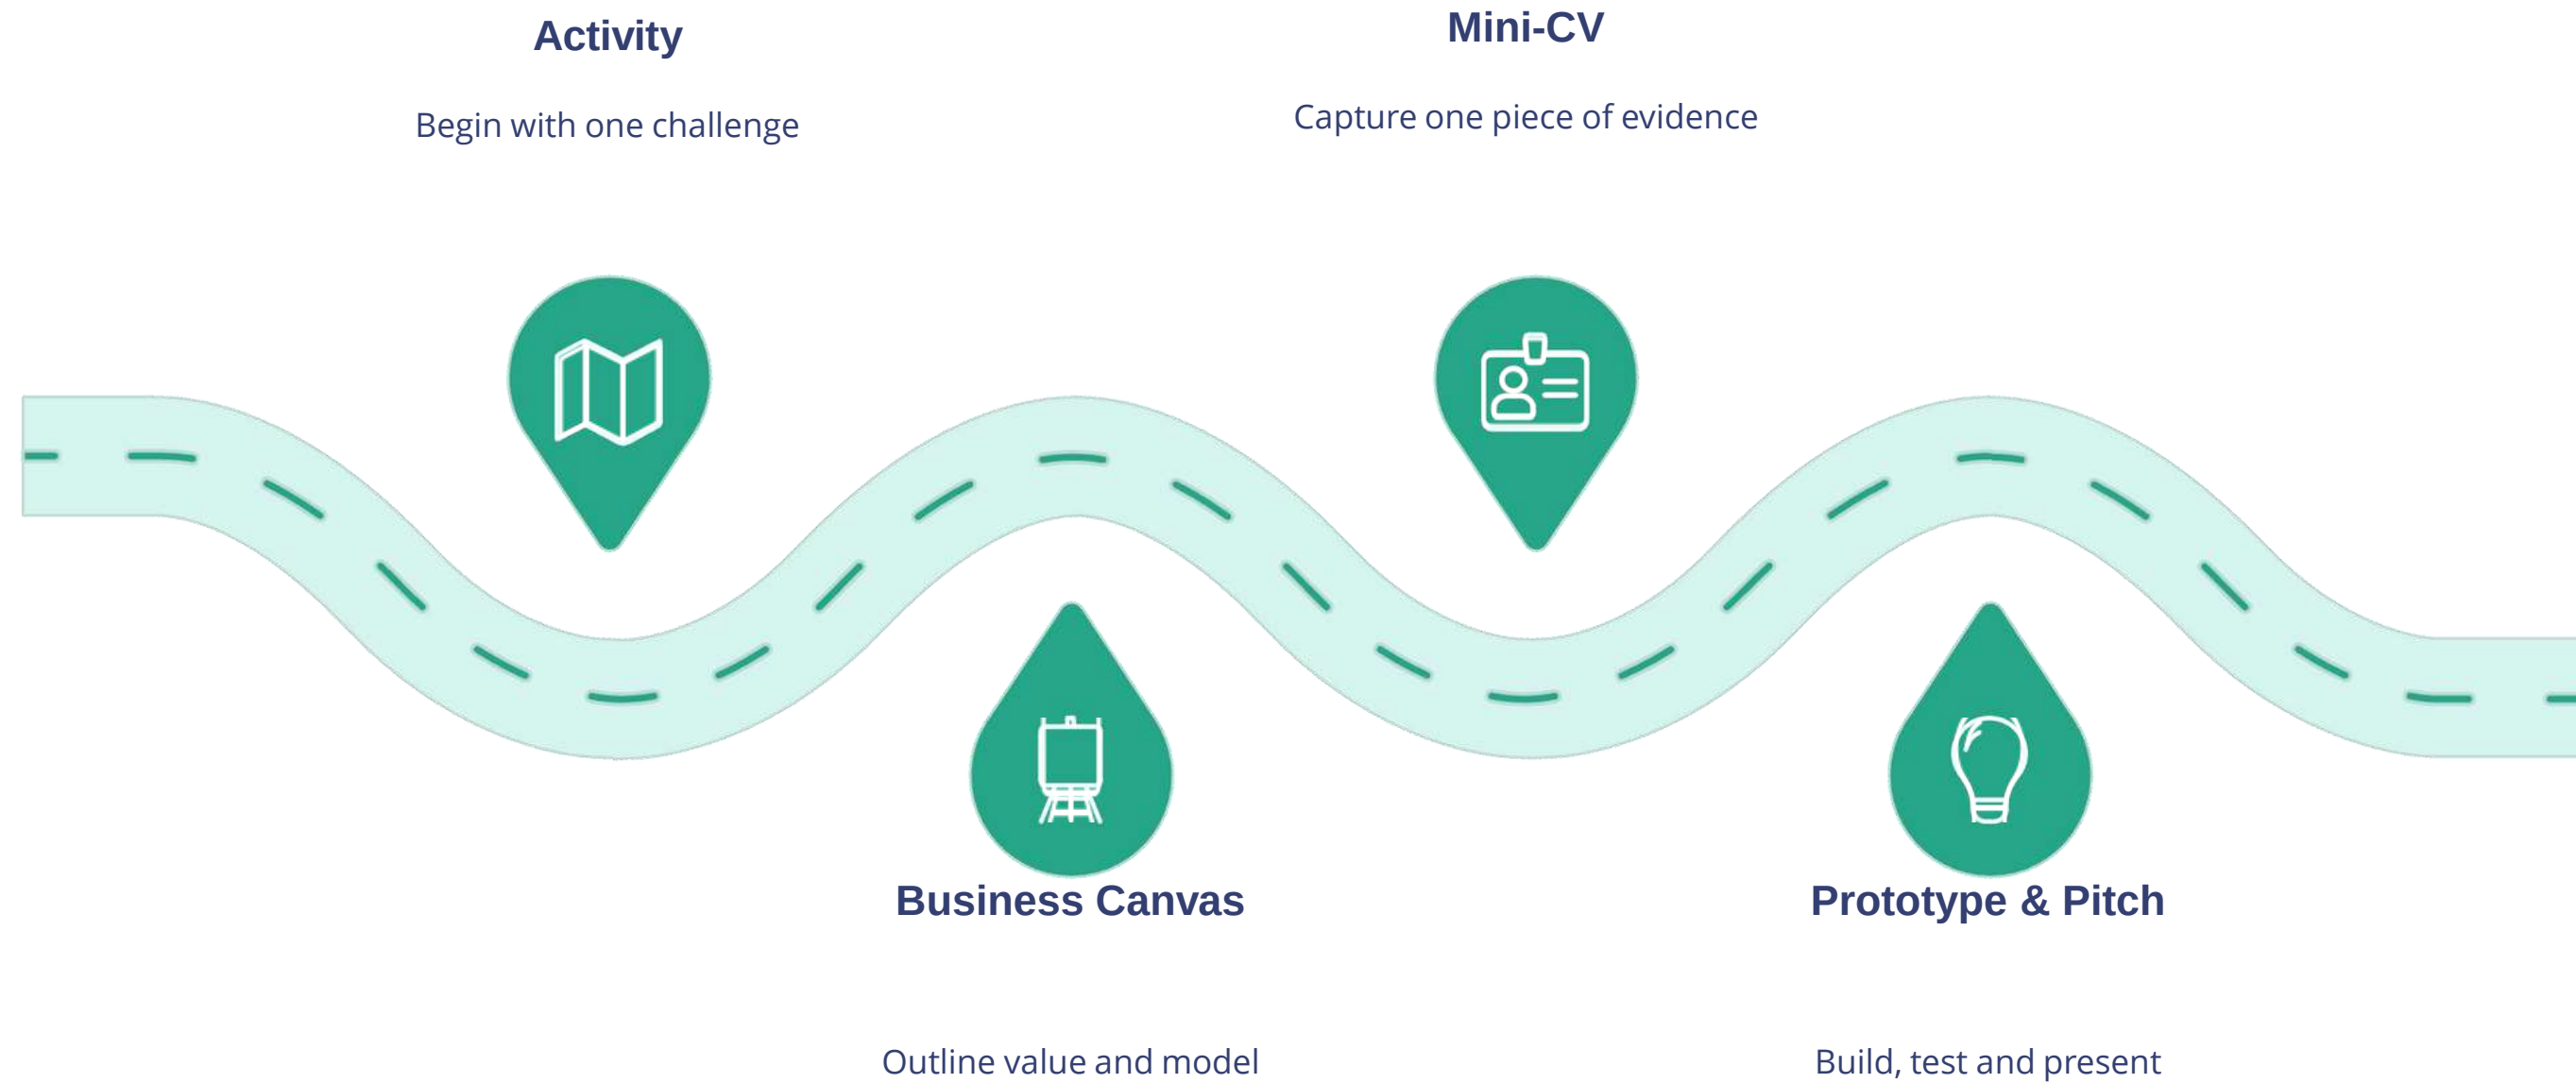 Activity
Begin with one challenge
Mini-CV
Capture one piece of evidence
Business Canvas
Outline value and model
Prototype & Pitch
Build, test and present